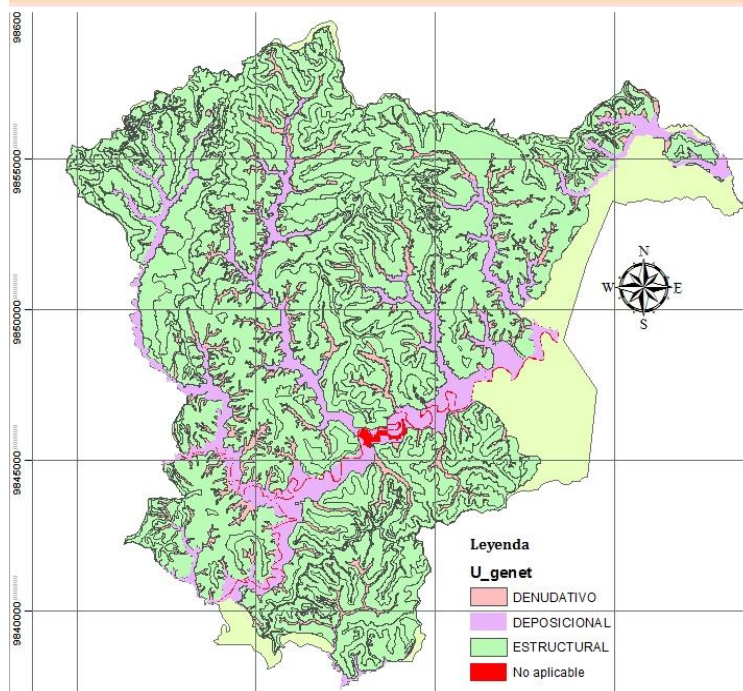 98600
9855000
N
W E
S
9850000
9845000
Leyenda
U_genet
DENUDATIVO
DEPOSICIONAL
ESTRUCTURAL
No aplicable
9840000